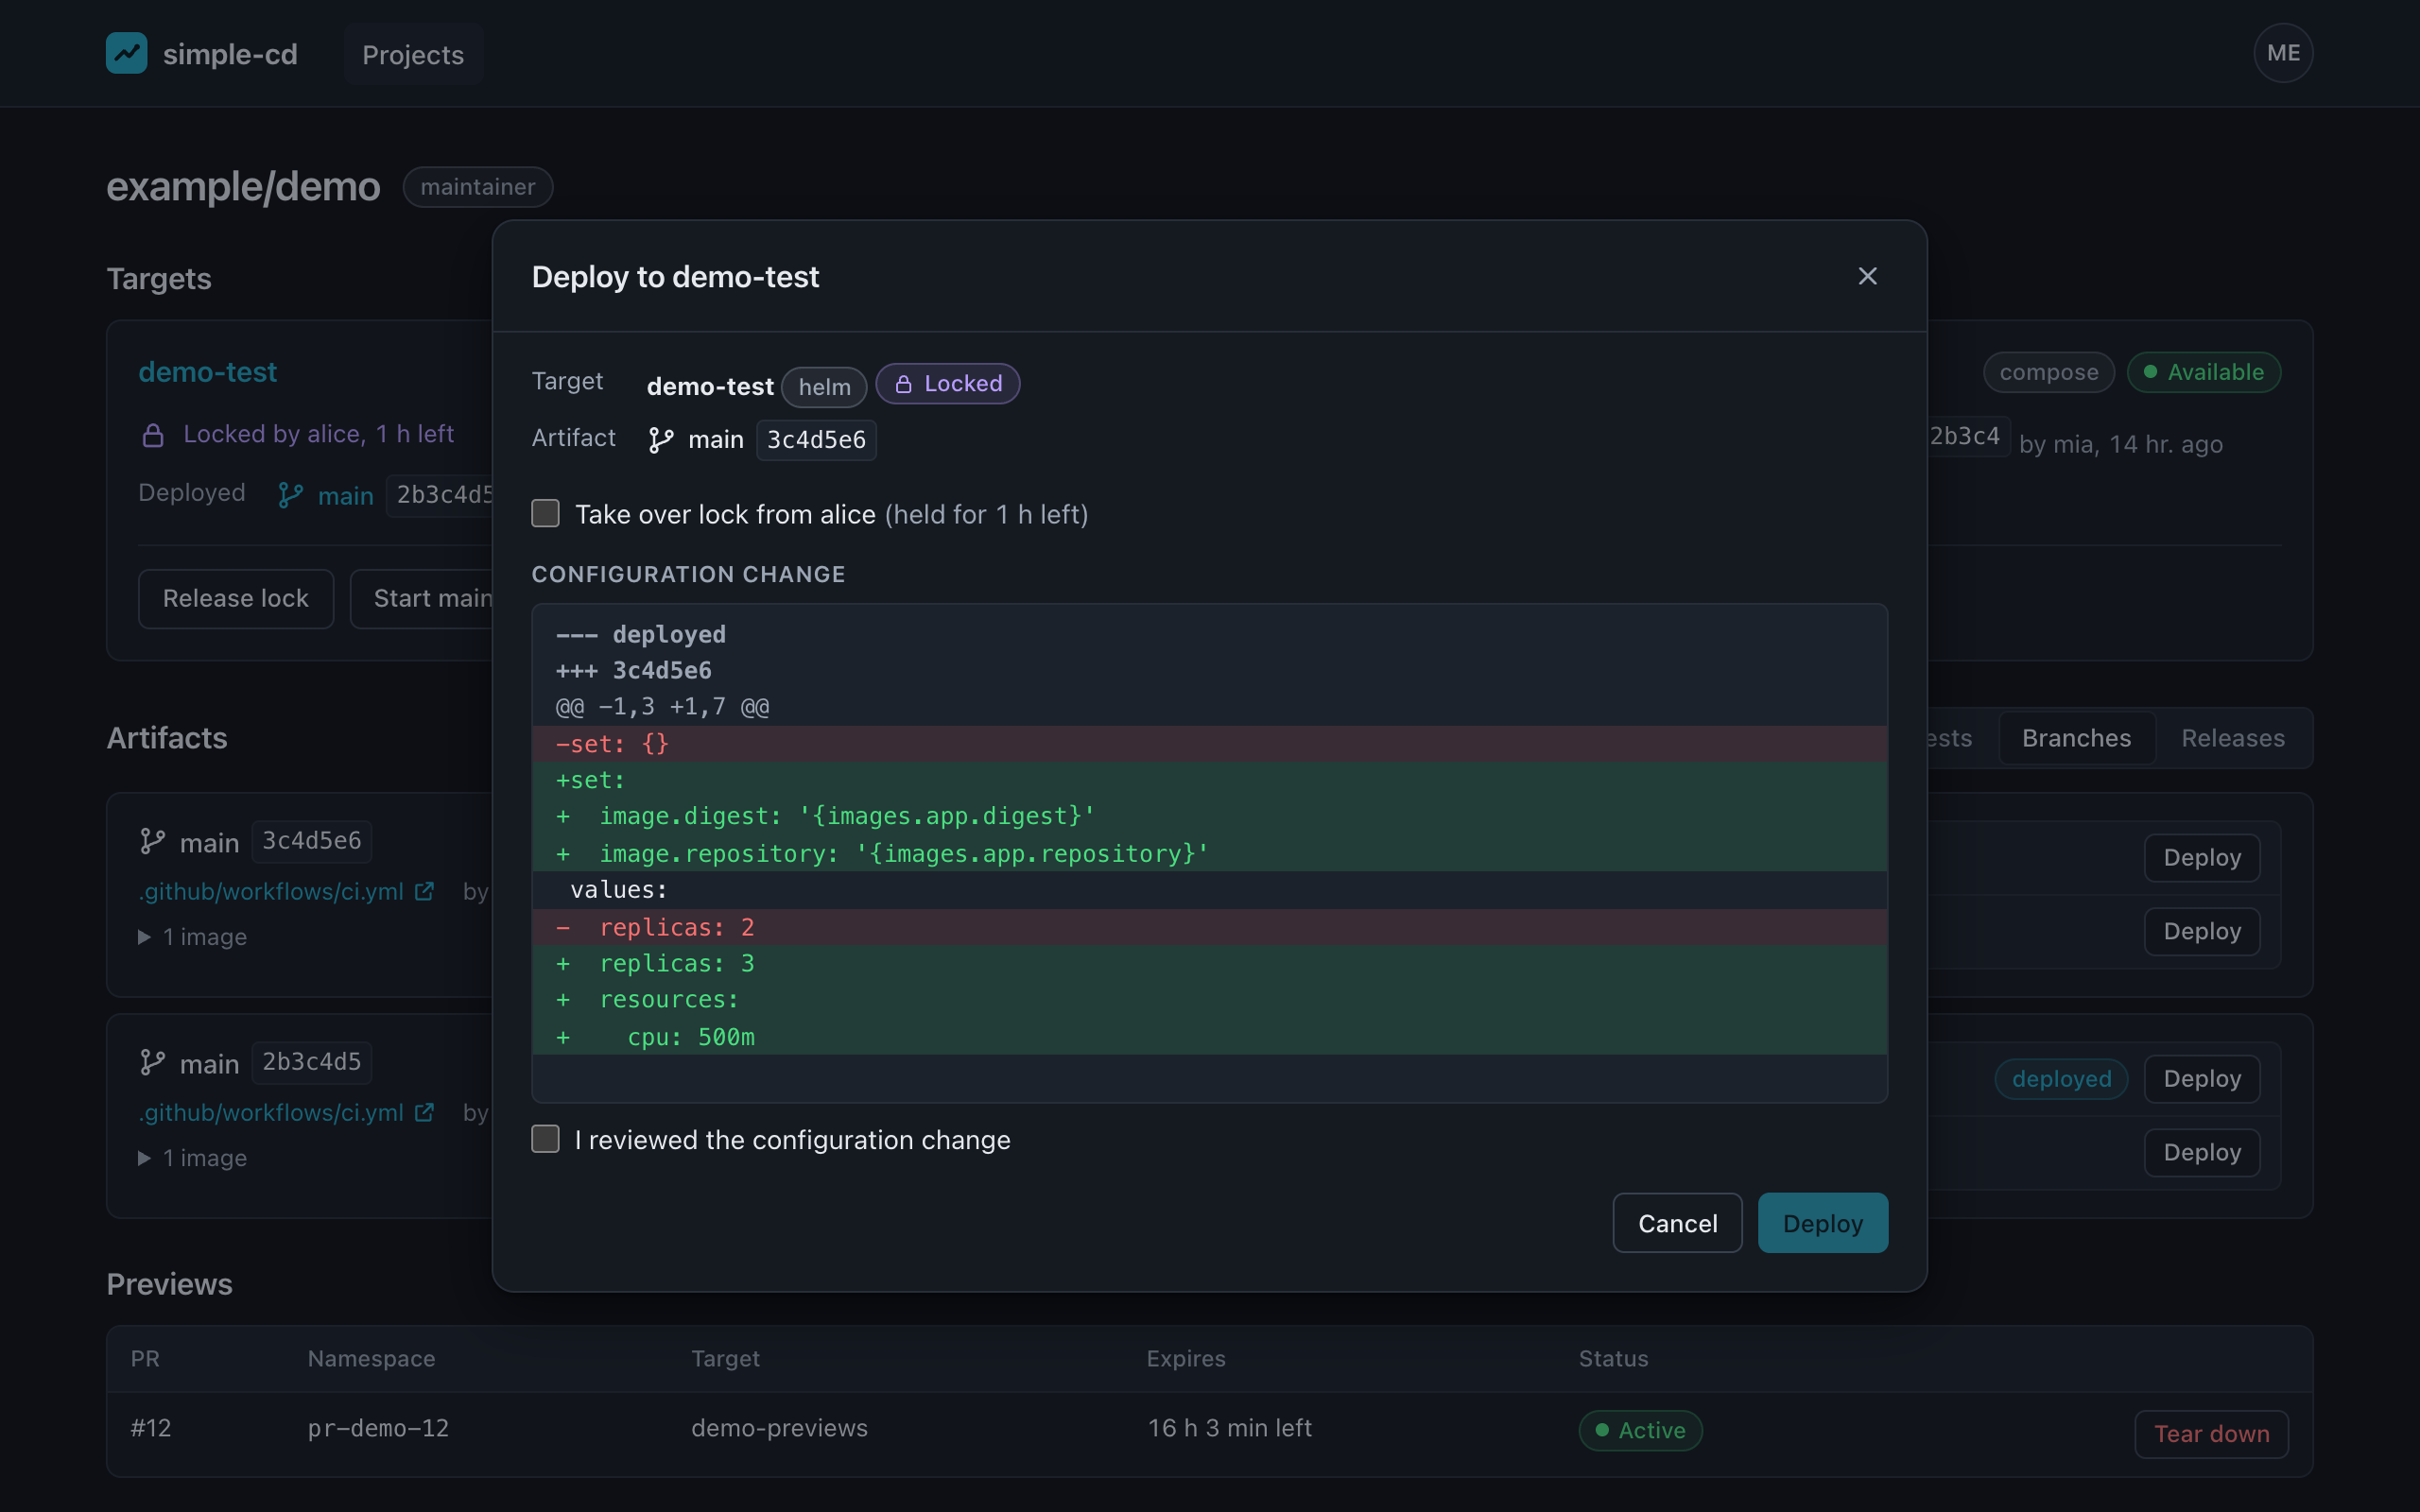 simple-cd Projects ME
example/demo maintainer
Targets
demo-test
Locked by alice, 1 h left
Deployed main 2b3c4d5
Release lock Start main
compose Available
2b3c4 by mia, 14 hr. ago
Deploy to demo-test
Target demo-test helm Locked
Artifact main 3c4d5e6
Take over lock from alice (held for 1 h left)
CONFIGURATION CHANGE
--- deployed
+++ 3c4d5e6
@@ -1,3 +1,7 @@
-set: {}
+set:
+  image.digest: '{images.app.digest}'
+  image.repository: '{images.app.repository}'
 values:
-  replicas: 2
+  replicas: 3
+  resources:
+    cpu: 500m
I reviewed the configuration change
Cancel Deploy
Artifacts
ests Branches Releases
main 3c4d5e6
.github/workflows/ci.yml by
1 image
Deploy
Deploy
main 2b3c4d5
.github/workflows/ci.yml by
1 image
deployed Deploy
Deploy
Previews
PR Namespace Target Expires Status
#12 pr-demo-12 demo-previews 16 h 3 min left Active Tear down